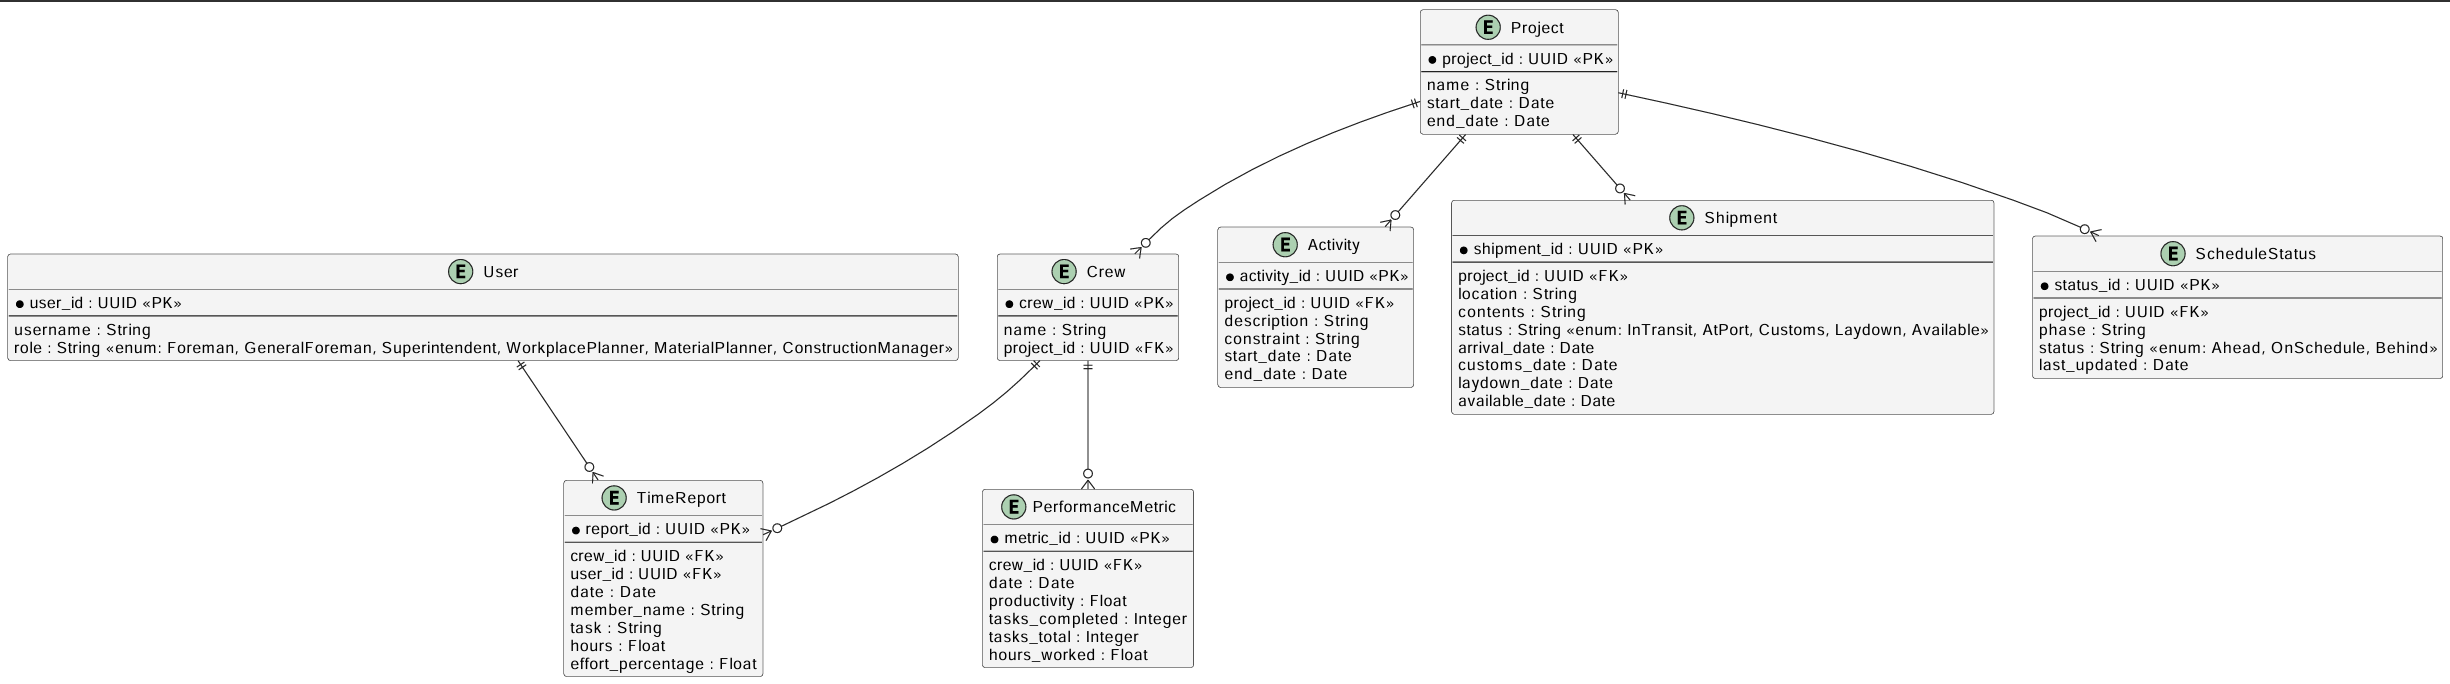 E Project
project_id : UUID «PK»
name : String
start_date : Date
end_date : Date
E User
user_id : UUID «PK»
username : String
role : String «enum: Foreman, GeneralForeman, Superintendent, WorkplacePlanner, MaterialPlanner, ConstructionManager»
E Crew
crew_id : UUID «PK»
name : String
project_id : UUID «FK»
E Activity
activity_id : UUID «PK»
project_id : UUID «FK»
description : String
constraint : String
start_date : Date
end_date : Date
E Shipment
shipment_id : UUID «PK»
project_id : UUID «FK»
location : String
contents : String
status : String «enum: InTransit, AtPort, Customs, Laydown, Available»
arrival_date : Date
customs_date : Date
laydown_date : Date
available_date : Date
E ScheduleStatus
status_id : UUID «PK»
project_id : UUID «FK»
phase : String
status : String «enum: Ahead, OnSchedule, Behind»
last_updated : Date
E TimeReport
report_id : UUID «PK»
crew_id : UUID «FK»
user_id : UUID «FK»
date : Date
member_name : String
task : String
hours : Float
effort_percentage : Float
E PerformanceMetric
metric_id : UUID «PK»
crew_id : UUID «FK»
date : Date
productivity : Float
tasks_completed : Integer
tasks_total : Integer
hours_worked : Float